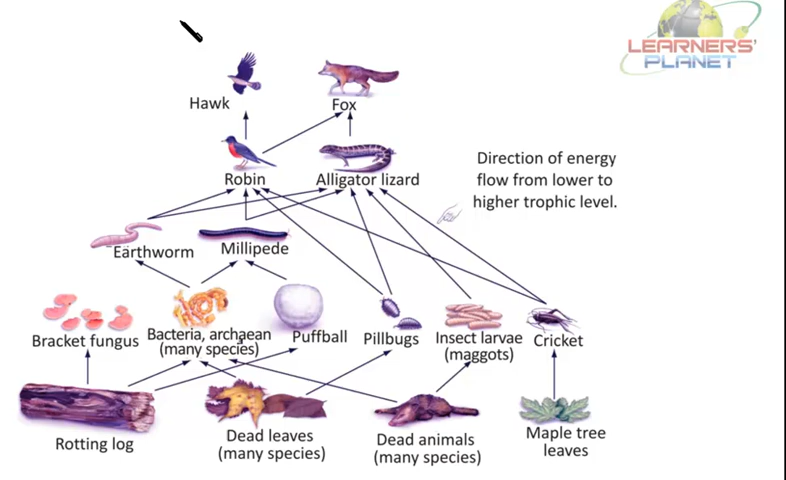 LEARNERS'
PLANET
Hawk
Fox
Robin
Alligator lizard
Direction of energy
flow from lower to
higher trophic level.
Earthworm
Millipede
Bracket fungus
Bacteria, archaean
(many species)
Puffball
Pillbugs
Insect larvae
(maggots)
Cricket
Rotting log
Dead leaves
(many species)
Dead animals
(many species)
Maple tree
leaves